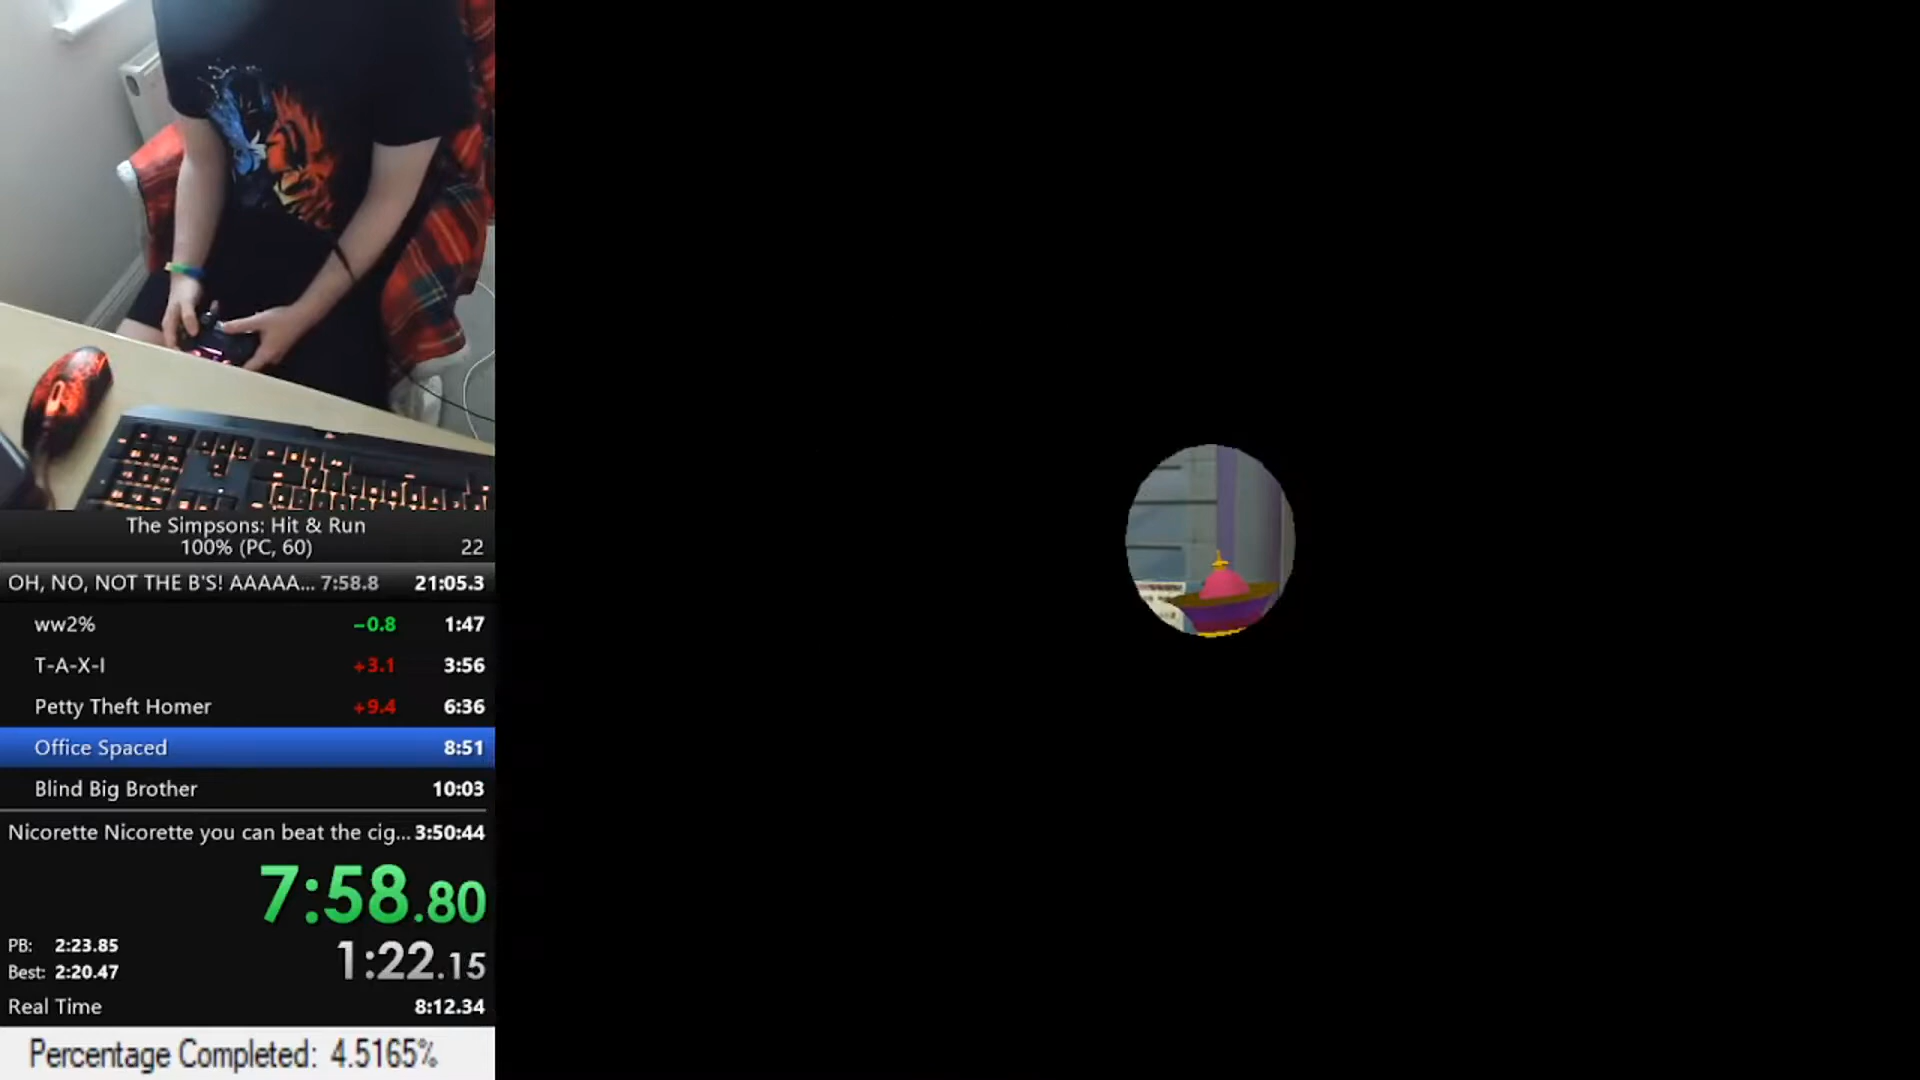 The Simpsons: Hit & Run
100% (PC, 60) 22
OH, NO, NOT THE B'S! AAAAA... 7:58.8 21:05.3
ww2% −0.8 1:47
T-A-X-I +3.1 3:56
Petty Theft Homer +9.4 6:36
Office Spaced 8:51
Blind Big Brother 10:03
Nicorette Nicorette you can beat the cig... 3:50:44
7:58.80
PB: 2:23.85 1:22.15
Best: 2:20.47
Real Time 8:12.34
Percentage Completed: 4.5165%